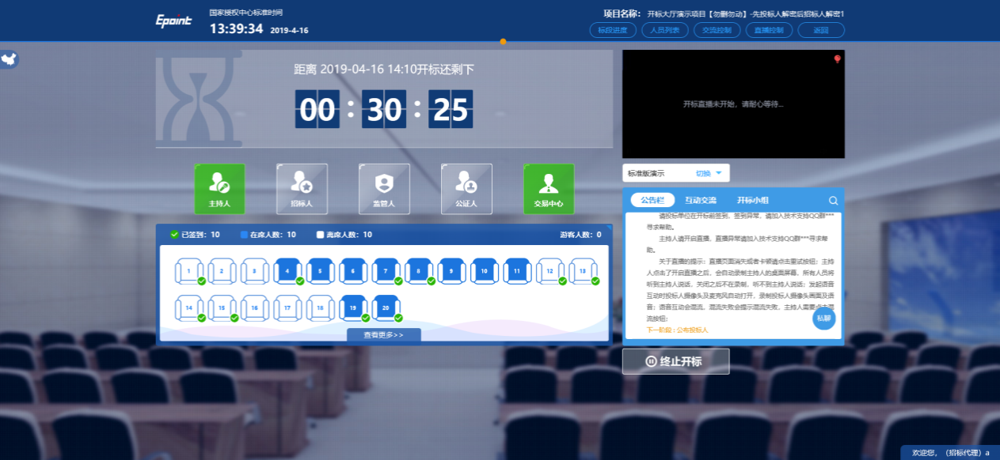 Epoint
国家授权中心标准时间
13:39:34 2019-4-16
项目名称： 开标大厅演示项目【勿删勿动】-先投标人解密后招标人解密1
标段进度 人员列表 交流控制 直播控制 返回
距离 2019-04-16 14:10开标还剩下
00 : 30 : 25
开标直播未开始，请耐心等待...
主持人 招标人 监管人 公证人 交易中心
标准版演示 切换
公告栏 互动交流 开标小组
已签到：10 在席人数：10 离席人数：10 游客人数：0
请投标单位在开标前签到、签到异常，请加入技术支持QQ群***
寻求帮助。
主持人请开启直播，直播异常请加入技术支持QQ群***寻求帮
助。
关于直播的提示：直播页面消失或者卡顿请点击重试按钮；主持
人点击了开启直播之后，会自动录制主持人的桌面屏幕，所有人员将
听到主持人说话，关闭之后不在录制，听不到主持人说话；发起语音
互动时投标人摄像头及麦克风自动打开，录制投标人摄像头画面及语
音；语音互动会混流，混流失败会提示混流失败，主持人需要点击混
流按钮；
下一阶段：公布投标人
私聊
1 2 3 4 5 6 7 8 9 10 11 12 13
14 15 16 17 18 19 20
查看更多>>
终止开标
欢迎您，（招标代理）a